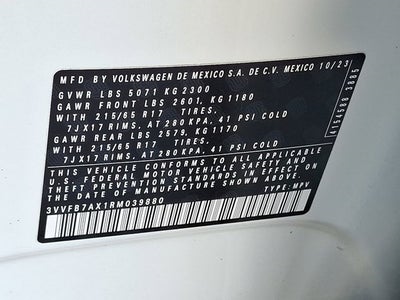 MFD BY VOLKSWAGEN DE MEXICO S.A. DE C.V. MEXICO 10/23
GVWR LBS 5071 KG 2300
GAWR FRONT LBS 2601, KG 1180
WITH 215/65 R17 TIRES,
7JX17 RIMS, AT 280 KPA, 41 PSI COLD
GAWR REAR LBS 2579, KG 1170
WITH 215/65 R17 TIRES,
7JX17 RIMS, AT 280 KPA, 41 PSI COLD
THIS VEHICLE CONFORMS TO ALL APPLICABLE
U.S. FEDERAL MOTOR VEHICLE SAFETY AND
THEFT PREVENTION STANDARDS IN EFFECT ON
THE DATE OF MANUFACTURE SHOWN ABOVE.
3VVFB7AX1RM039880 TYPE: MPV